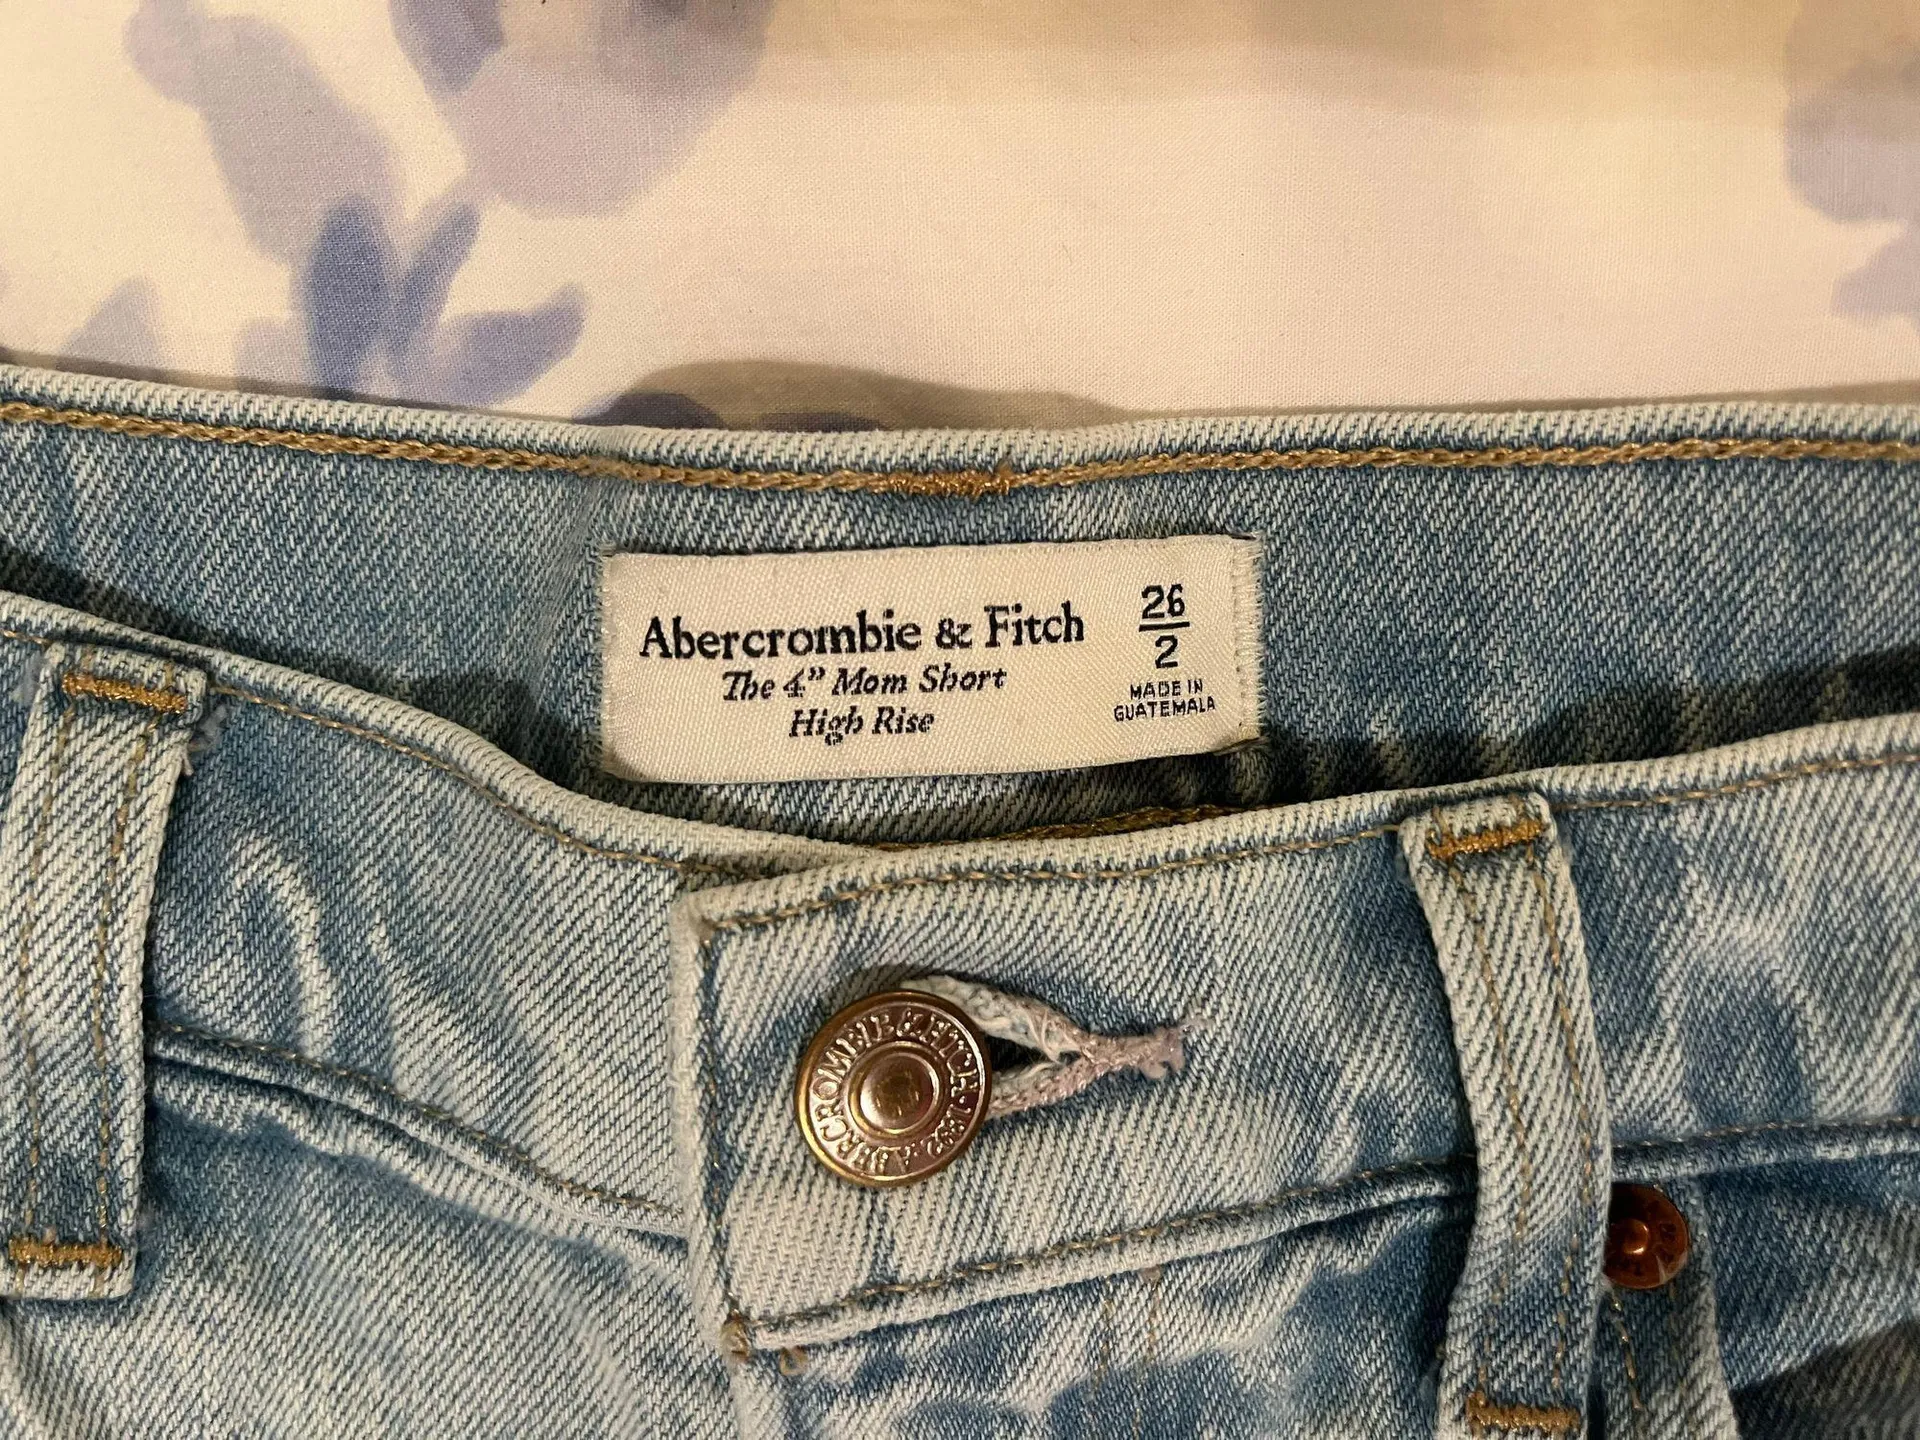 Abercrombie & Fitch
The 4" Mom Short
High Rise
26
2
MADE IN
GUATEMALA
ABERCROMBIE & FITCH · 1892 ·